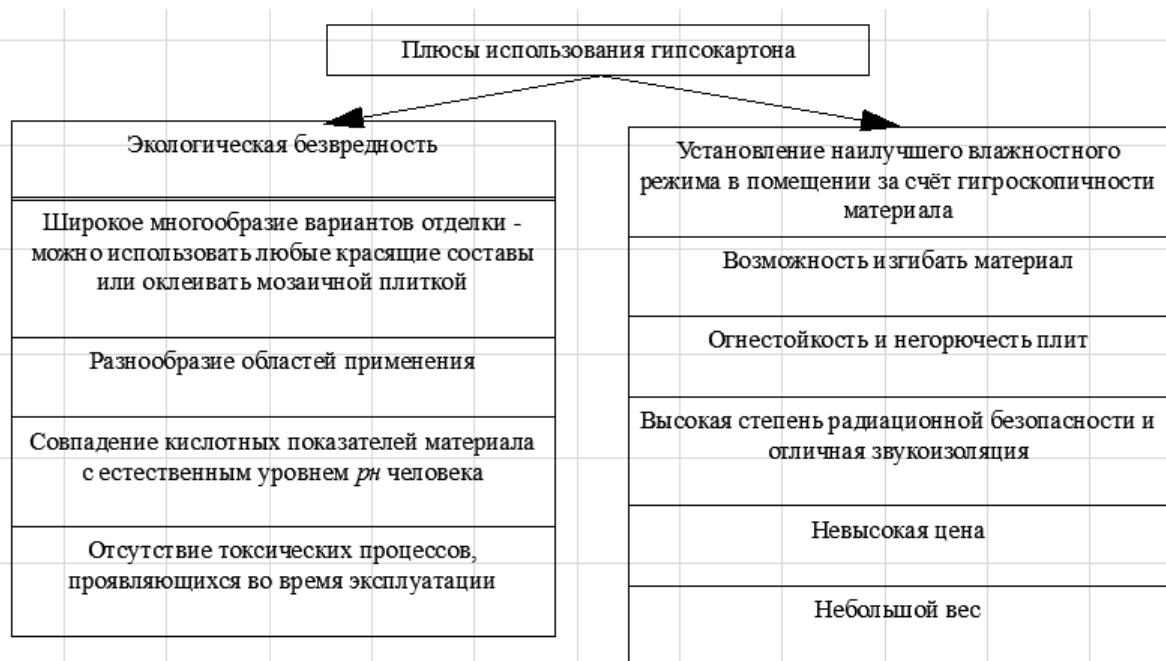 Плюсы использования гипсокартона
Экологическая безвредность
Широкое многообразие вариантов отделки -
можно использовать любые красящие составы
или оклеивать мозаичной плиткой
Разнообразие областей применения
Совпадение кислотных показателей материала
с естественным уровнем рн человека
Отсутствие токсических процессов,
проявляющихся во время эксплуатации
Установление наилучшего влажностного
режима в помещении за счёт гигроскопичности
материала
Возможность изгибать материал
Огнестойкость и негорючесть плит
Высокая степень радиационной безопасности и
отличная звукоизоляция
Невысокая цена
Небольшой вес